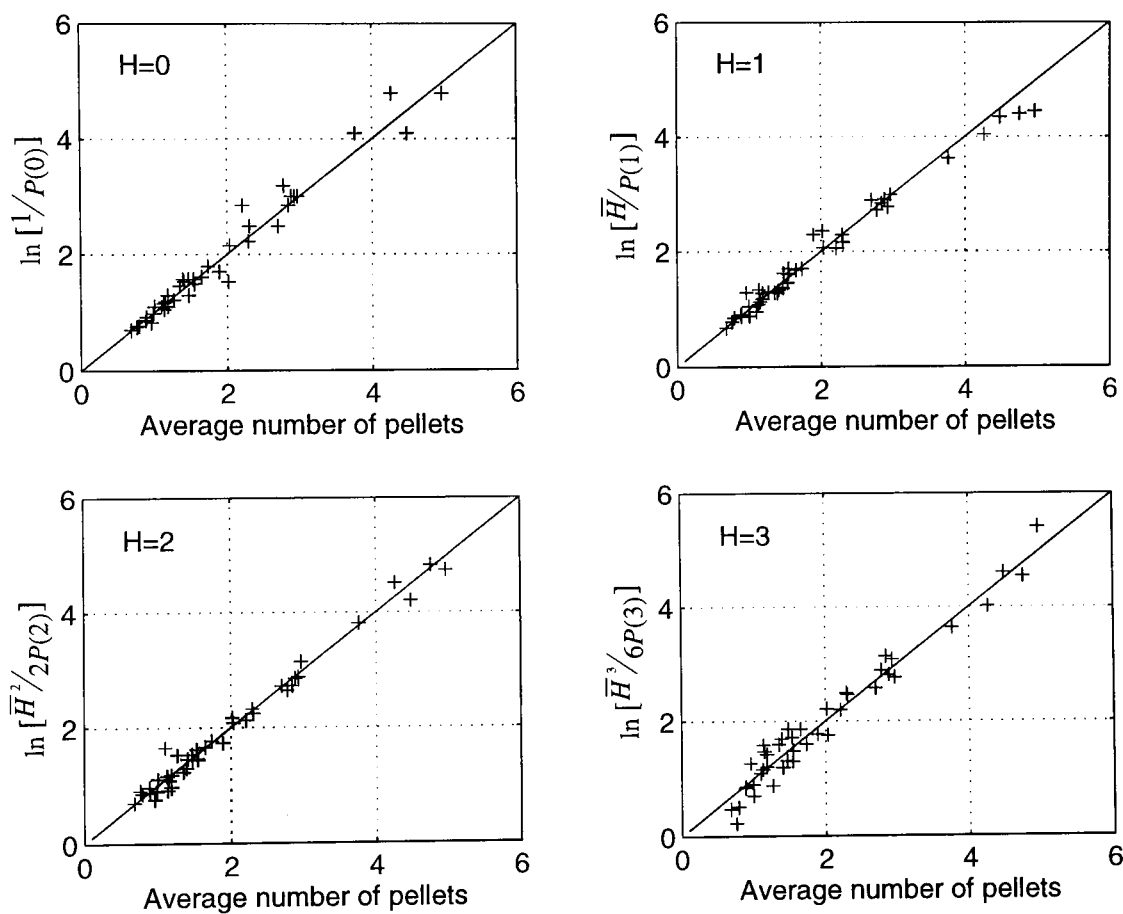 6
4
2
0
H=0
ln [1/P(0)]
0 2 4 6
Average number of pellets
6
4
2
0
H=1
ln [H̅/P(1)]
0 2 4 6
Average number of pellets
6
4
2
0
H=2
ln [H̅²/2P(2)]
0 2 4 6
Average number of pellets
6
4
2
0
H=3
ln [H̅³/6P(3)]
0 2 4 6
Average number of pellets